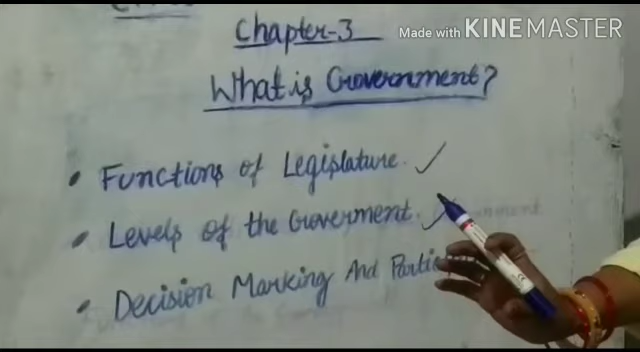 Chapter-3
Made with KINEMASTER
What is Government?
• Functions of Legislature. ✓
• Levels of the Goverment. ✓
• Decision Marking And